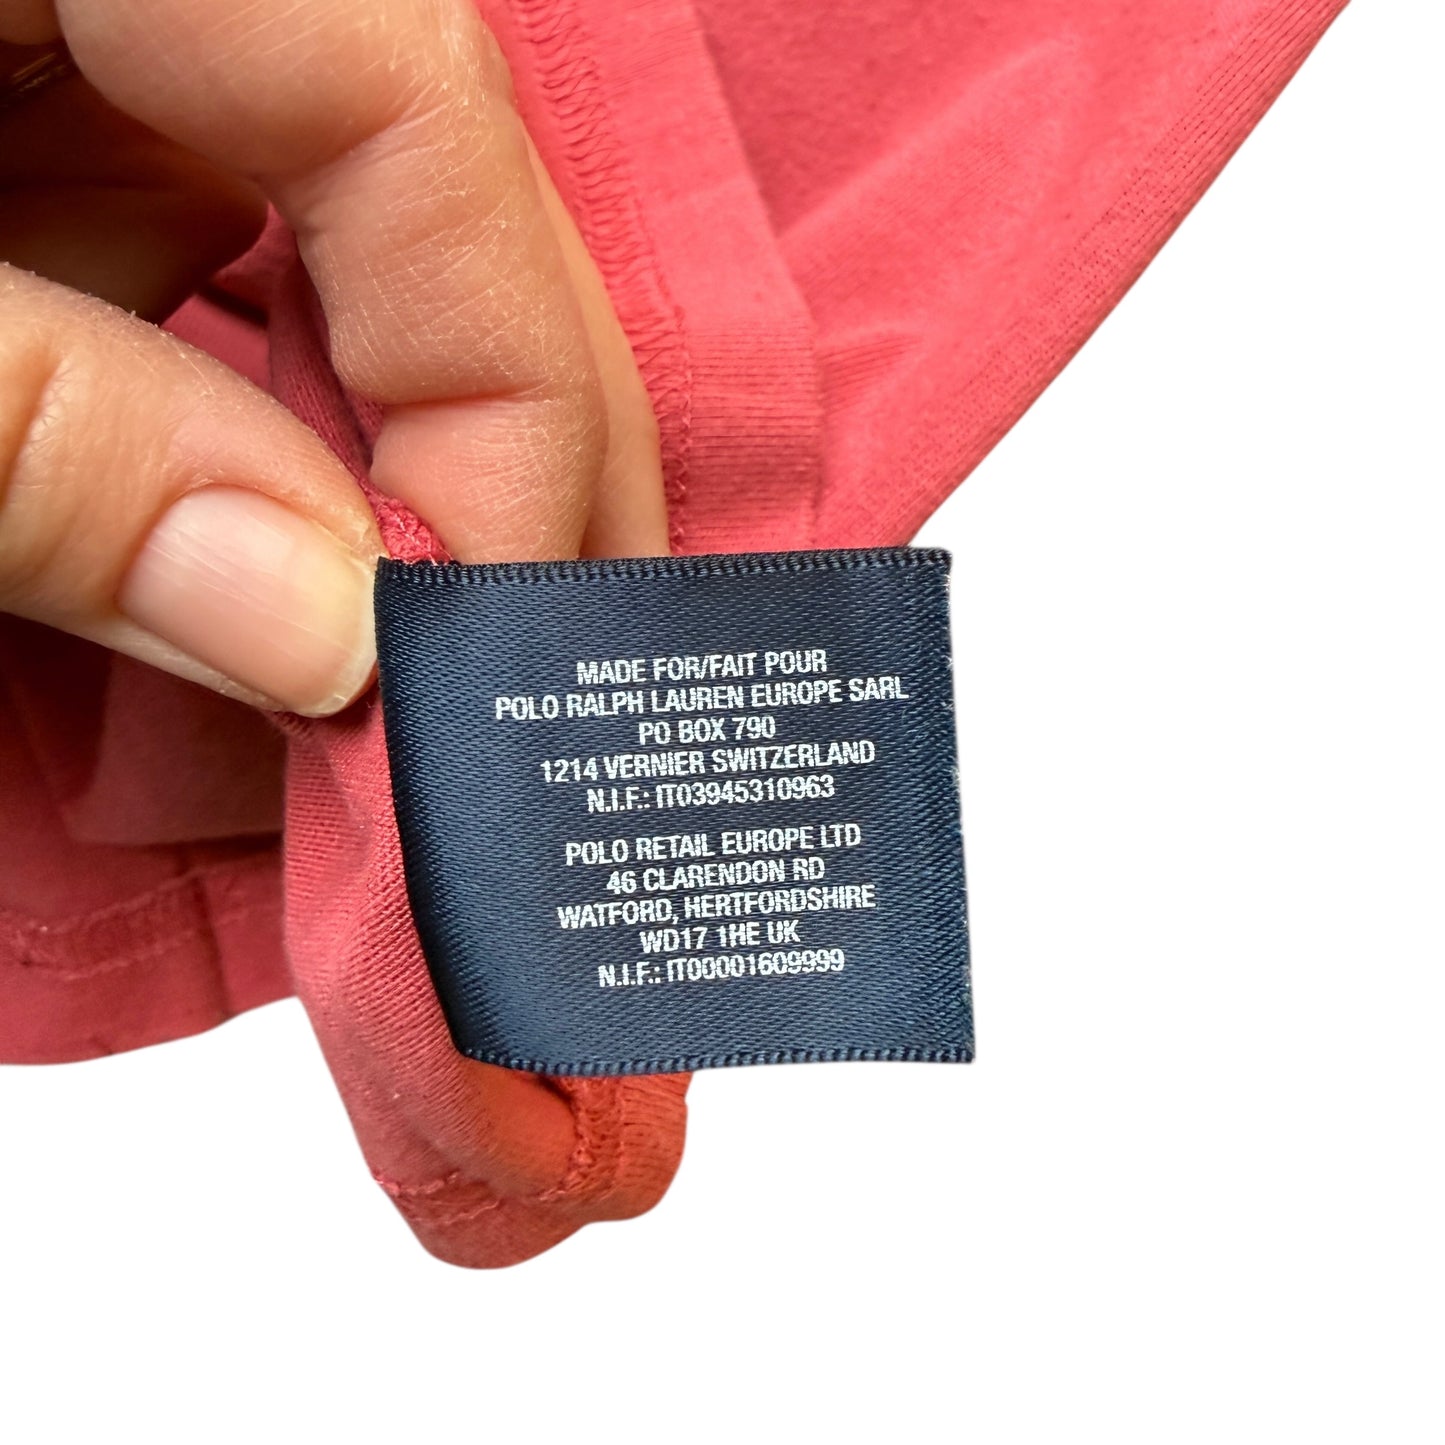 MADE FOR/FAIT POUR
POLO RALPH LAUREN EUROPE SARL
PO BOX 790
1214 VERNIER SWITZERLAND
N.I.F.: IT03945310963
POLO RETAIL EUROPE LTD
46 CLARENDON RD
WATFORD, HERTFORDSHIRE
WD17 1HE UK
N.I.F.: IT00001609999